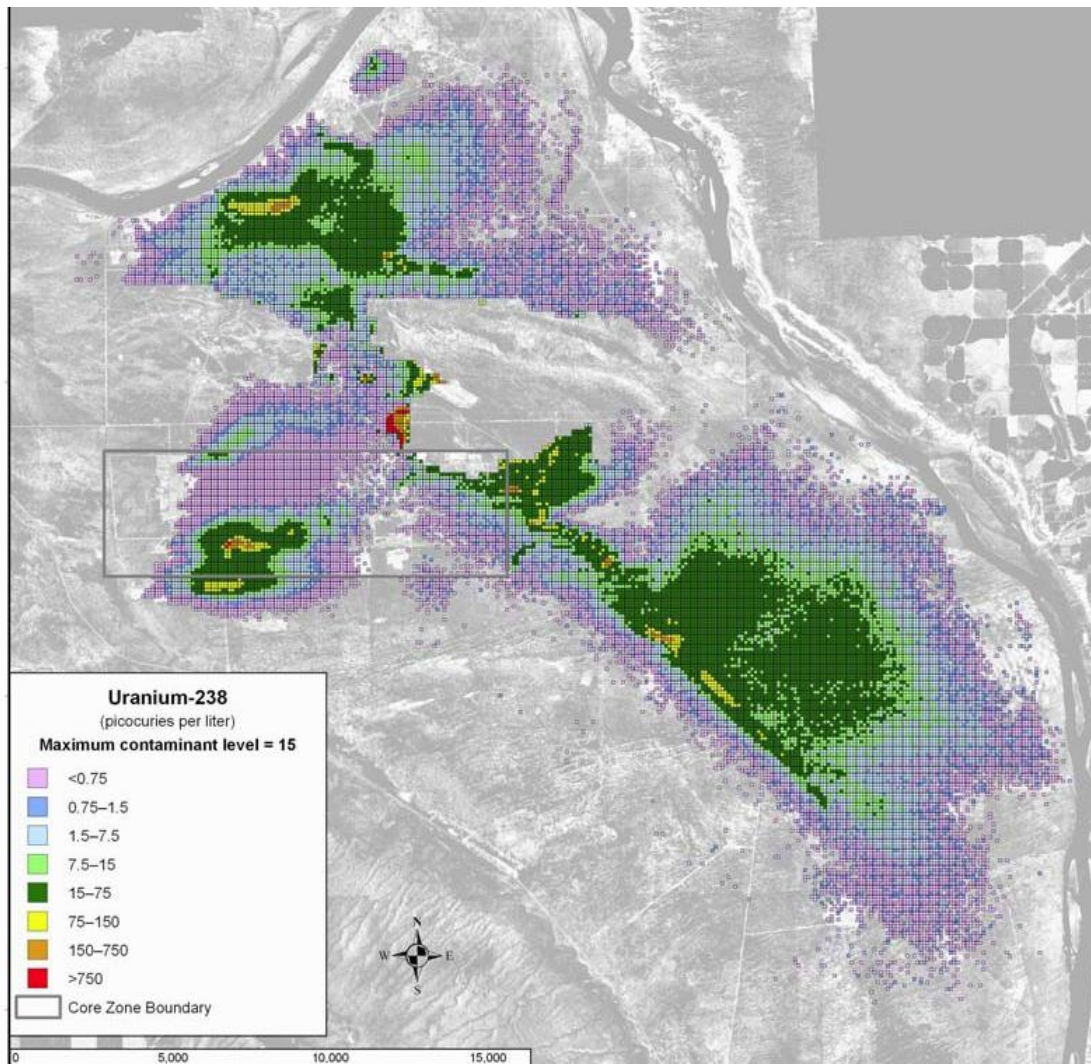 Uranium-238
(picocuries per liter)
Maximum contaminant level = 15
<0.75
0.75–1.5
1.5–7.5
7.5–15
15–75
75–150
150–750
>750
Core Zone Boundary
N
W E
S
0 5,000 10,000 15,000